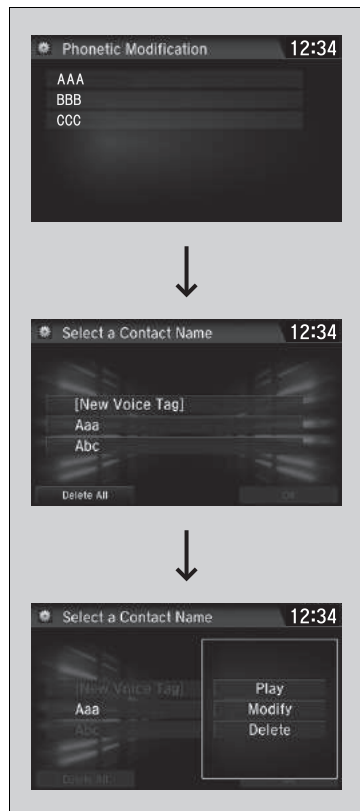 Phonetic Modification 12:34
AAA
BBB
CCC
Select a Contact Name 12:34
[New Voice Tag]
Aaa
Abc
Delete All OK
Select a Contact Name 12:34
[New Voice Tag]
Aaa
Abc
Play
Modify
Delete
Delete All